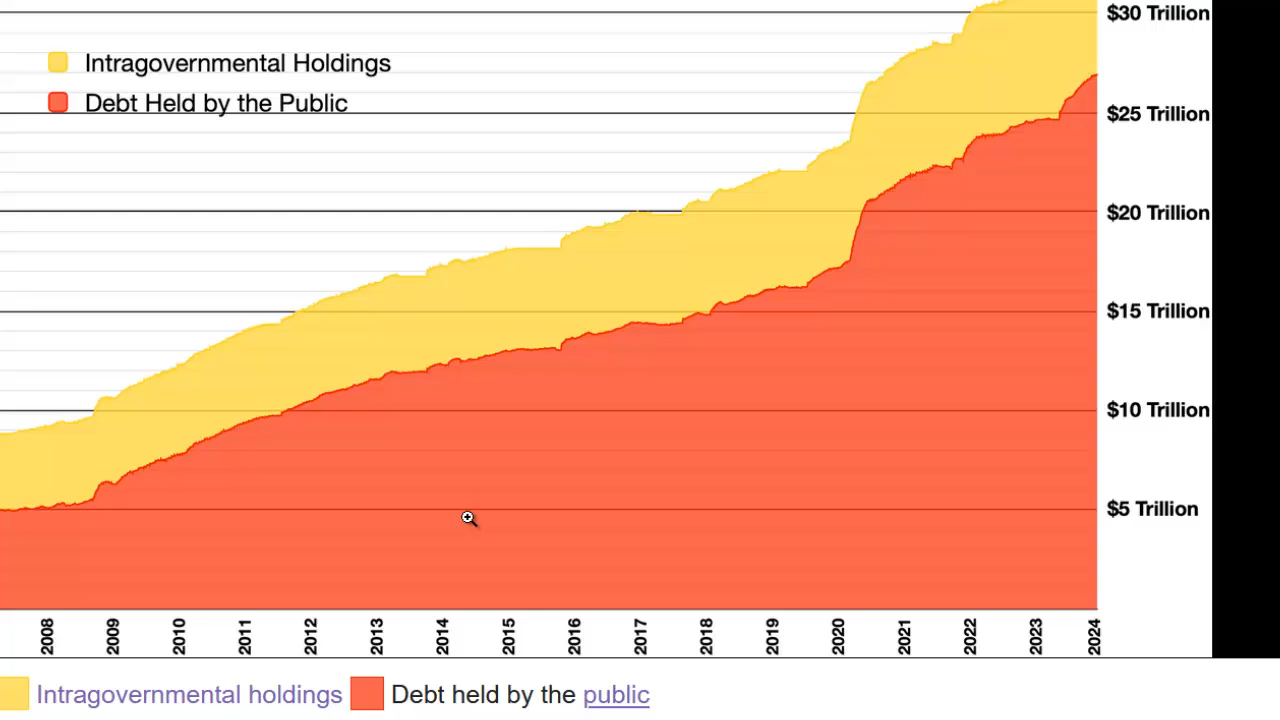 $30 Trillion
Intragovernmental Holdings
Debt Held by the Public
$25 Trillion
$20 Trillion
$15 Trillion
$10 Trillion
$5 Trillion
2008 2009 2010 2011 2012 2013 2014 2015 2016 2017 2018 2019 2020 2021 2022 2023 2024
Intragovernmental holdings Debt held by the public